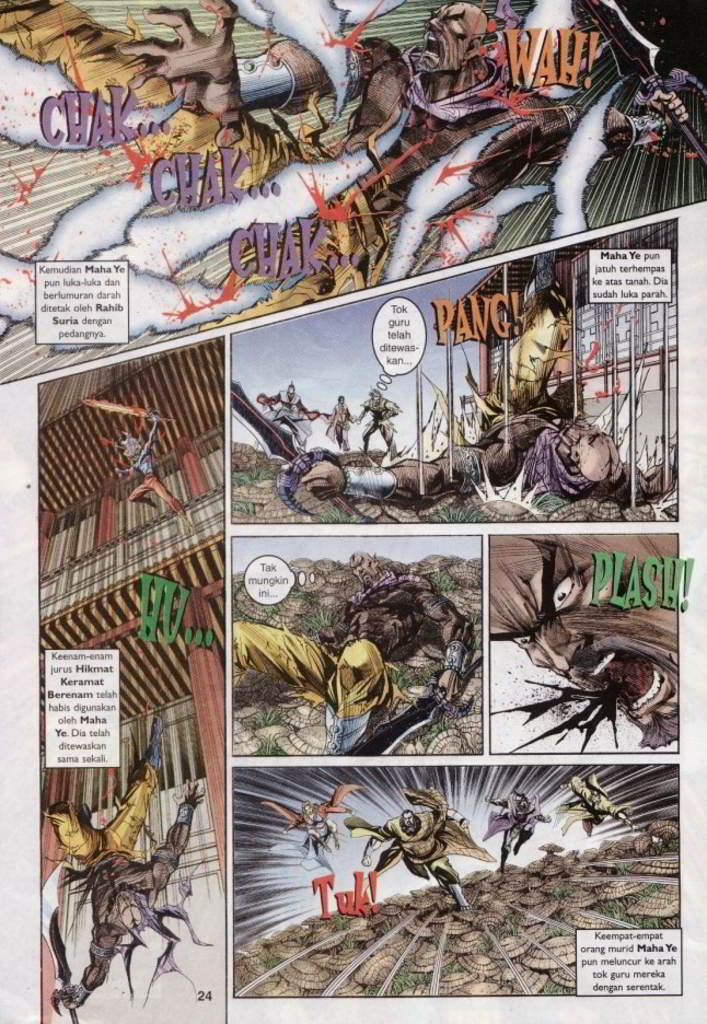 WAH!
CHAK...
CHAK...
CHAK...
Kemudian Maha Ye
pun luka-luka dan
berlumuran darah
ditetak oleh Rahib
Suria dengan
pedangnya.
Maha Ye pun
jatuh terhempas
ke atas tanah. Dia
sudah luka parah.
Tok
guru
telah
ditewas-
kan...
PANG!
HU...
Keenam-enam
jurus Hikmat
Keramat
Berenam telah
habis digunakan
oleh Maha
Ye. Dia telah
ditewaskan
sama sekali.
Tak
mungkin
ini...
PLASH!
Tuk!
Keempat-empat
orang murid Maha Ye
pun meluncur ke arah
tok guru mereka
dengan serentak.
24